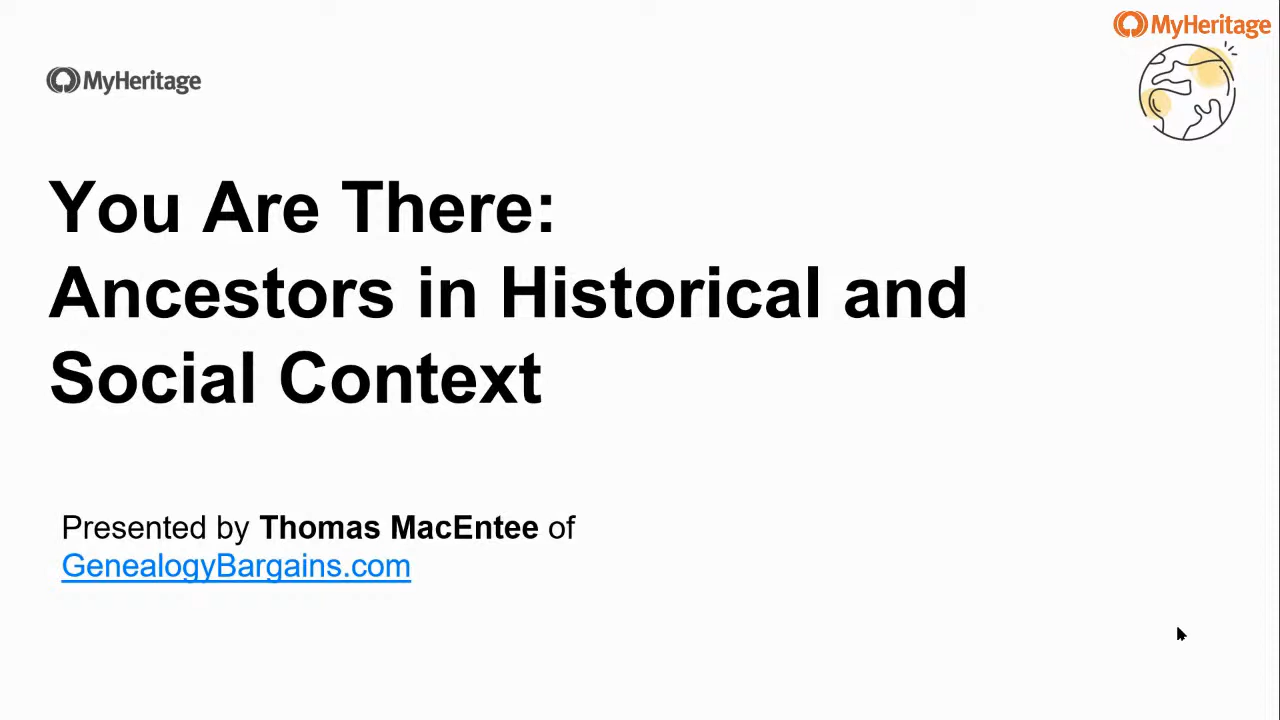 MyHeritage
MyHeritage
You Are There:
Ancestors in Historical and
Social Context
Presented by Thomas MacEntee of
GenealogyBargains.com